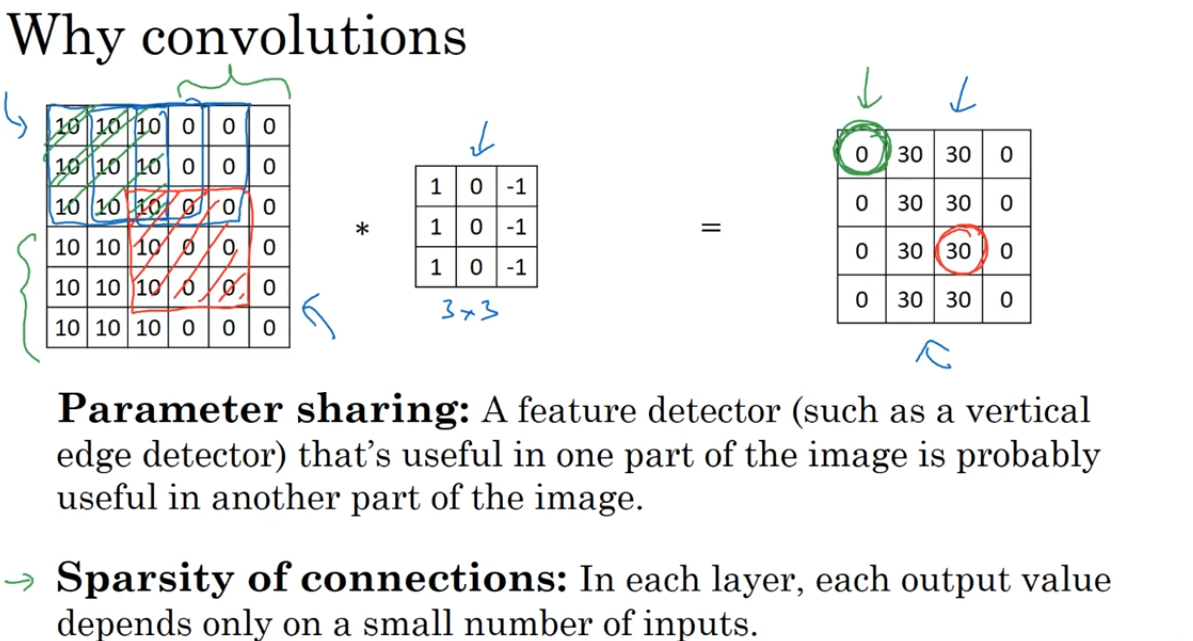 Why convolutions
10 10 10 0 0 0
10 10 10 0 0 0
10 10 10 0 0 0
10 10 10 0 0 0
10 10 10 0 0 0
10 10 10 0 0 0
*
1 0 -1
1 0 -1
1 0 -1
3×3
=
0 30 30 0
0 30 30 0
0 30 30 0
0 30 30 0
Parameter sharing: A feature detector (such as a vertical
edge detector) that’s useful in one part of the image is probably
useful in another part of the image.
→ Sparsity of connections: In each layer, each output value
depends only on a small number of inputs.